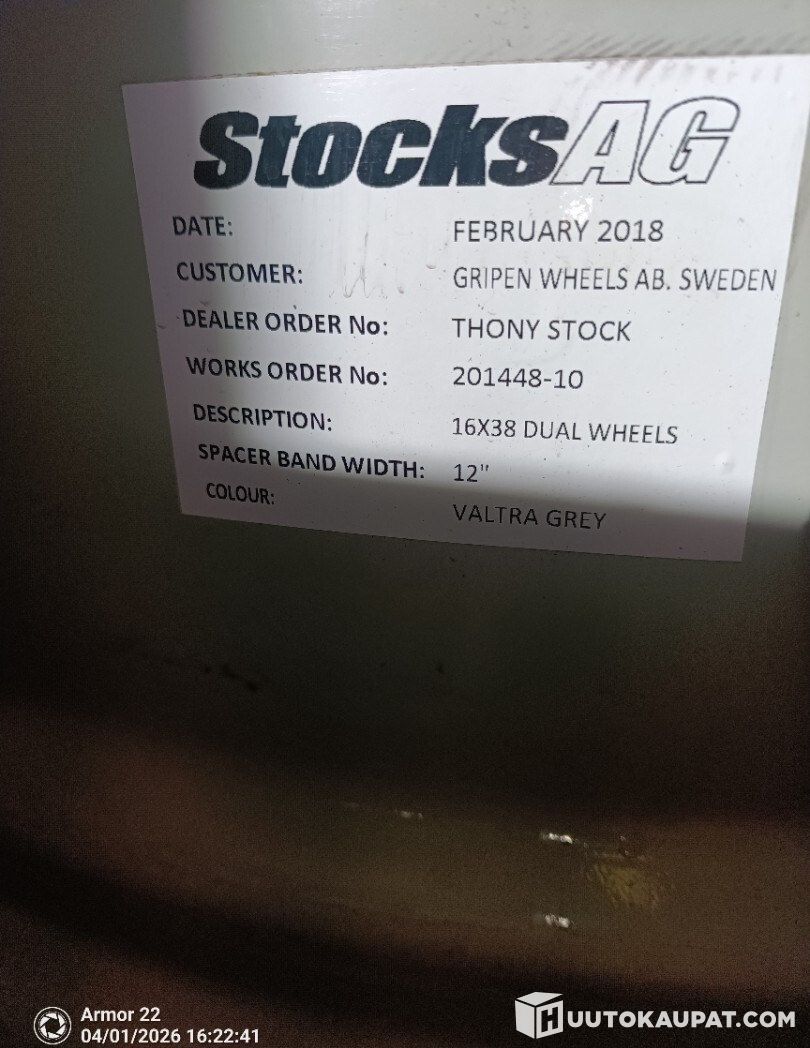 StocksAG
DATE: FEBRUARY 2018
CUSTOMER: GRIPEN WHEELS AB. SWEDEN
DEALER ORDER No: THONY STOCK
WORKS ORDER No: 201448-10
DESCRIPTION: 16X38 DUAL WHEELS
SPACER BAND WIDTH: 12"
COLOUR: VALTRA GREY
Armor 22
04/01/2026 16:22:41
HUUTOKAUPAT.COM